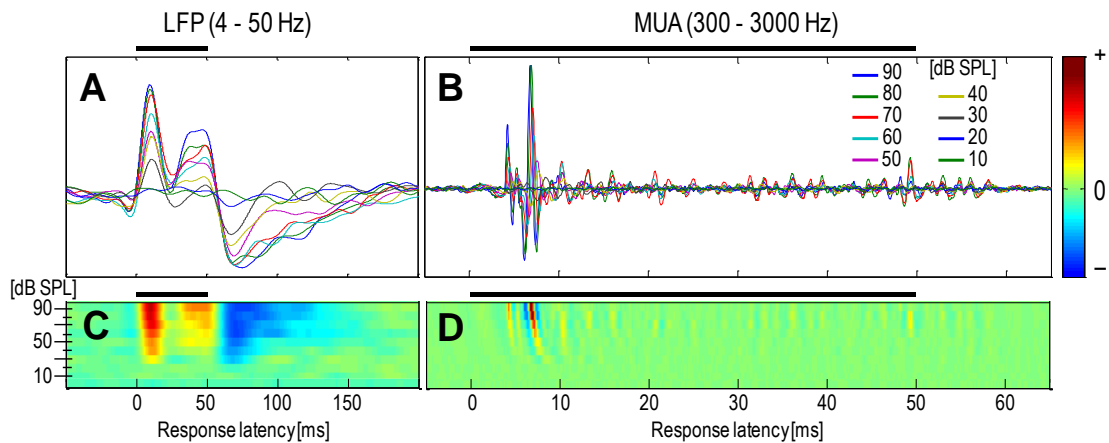 LFP (4 - 50 Hz)
MUA (300 - 3000 Hz)
A
B
[dB SPL]
90
80
70
60
50
40
30
20
10
+
0
–
[dB SPL]
90
50
10
C
D
0 50 100 150
0 10 20 30 40 50 60
Response latency[ms]
Response latency[ms]